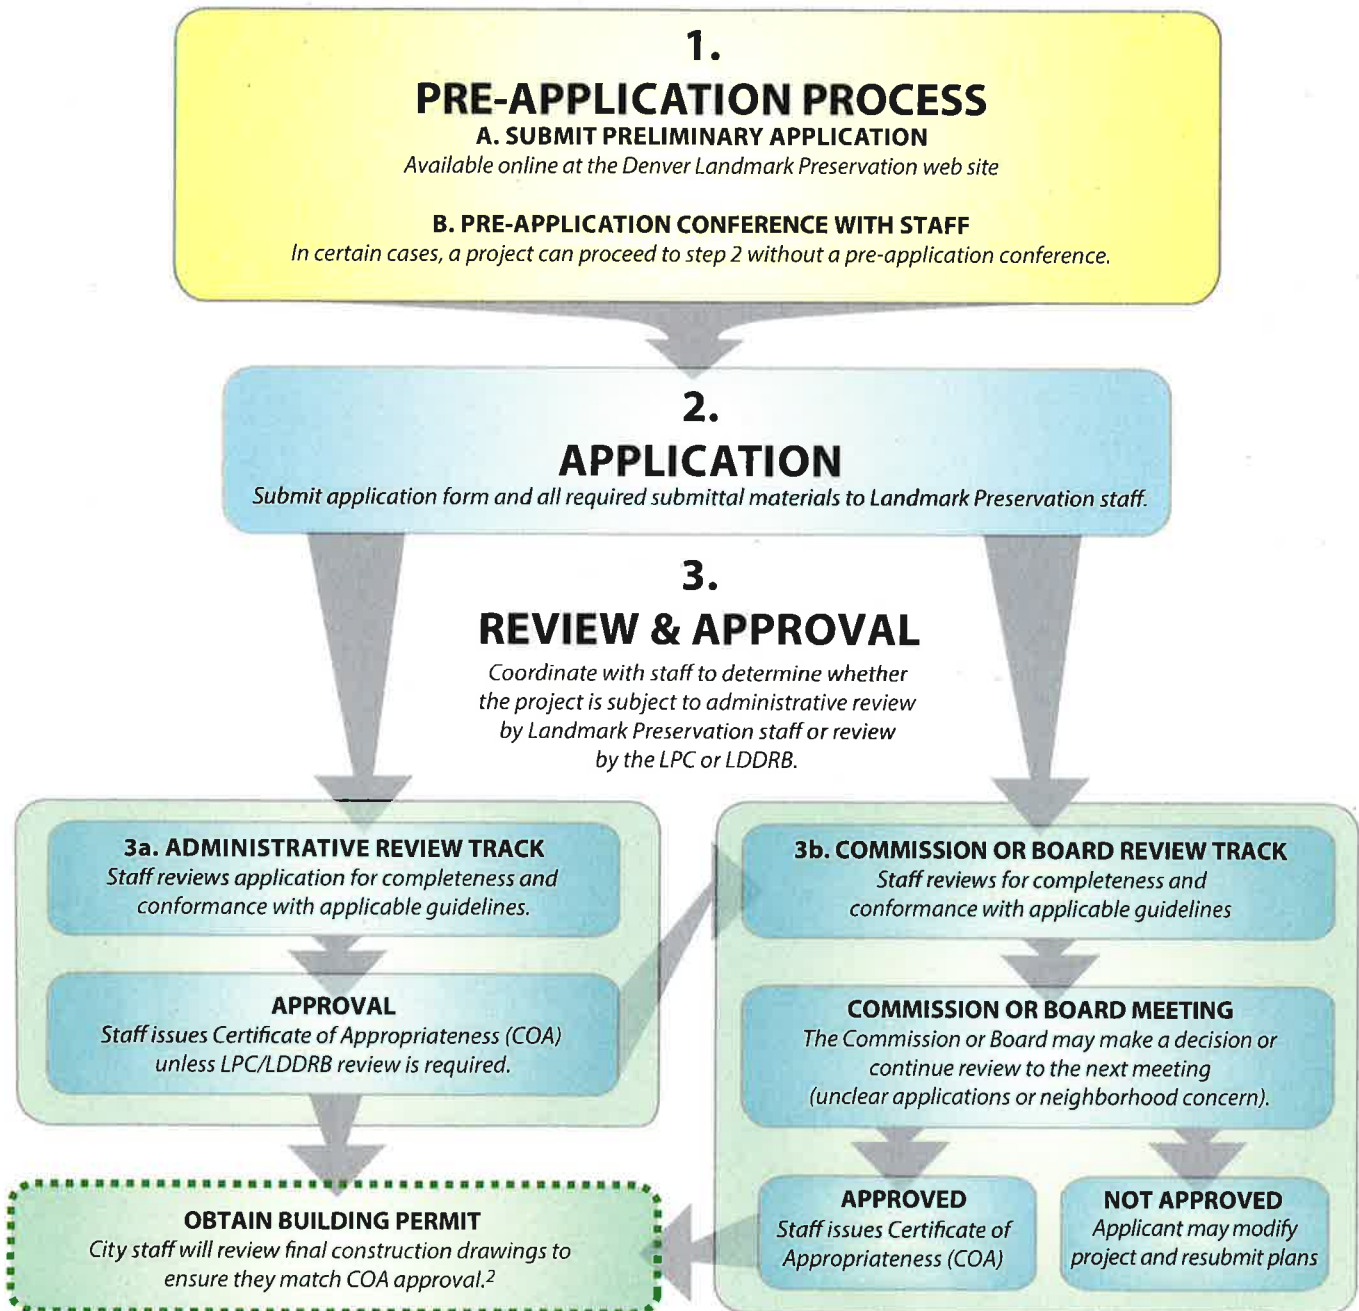 1.
PRE-APPLICATION PROCESS
A. SUBMIT PRELIMINARY APPLICATION
Available online at the Denver Landmark Preservation web site
B. PRE-APPLICATION CONFERENCE WITH STAFF
In certain cases, a project can proceed to step 2 without a pre-application conference.
2.
APPLICATION
Submit application form and all required submittal materials to Landmark Preservation staff.
3.
REVIEW & APPROVAL
Coordinate with staff to determine whether
the project is subject to administrative review
by Landmark Preservation staff or review
by the LPC or LDDRB.
3a. ADMINISTRATIVE REVIEW TRACK
Staff reviews application for completeness and
conformance with applicable guidelines.
APPROVAL
Staff issues Certificate of Appropriateness (COA)
unless LPC/LDDRB review is required.
OBTAIN BUILDING PERMIT
City staff will review final construction drawings to
ensure they match COA approval.2
3b. COMMISSION OR BOARD REVIEW TRACK
Staff reviews for completeness and
conformance with applicable guidelines
COMMISSION OR BOARD MEETING
The Commission or Board may make a decision or
continue review to the next meeting
(unclear applications or neighborhood concern).
APPROVED
Staff issues Certificate of
Appropriateness (COA)
NOT APPROVED
Applicant may modify
project and resubmit plans